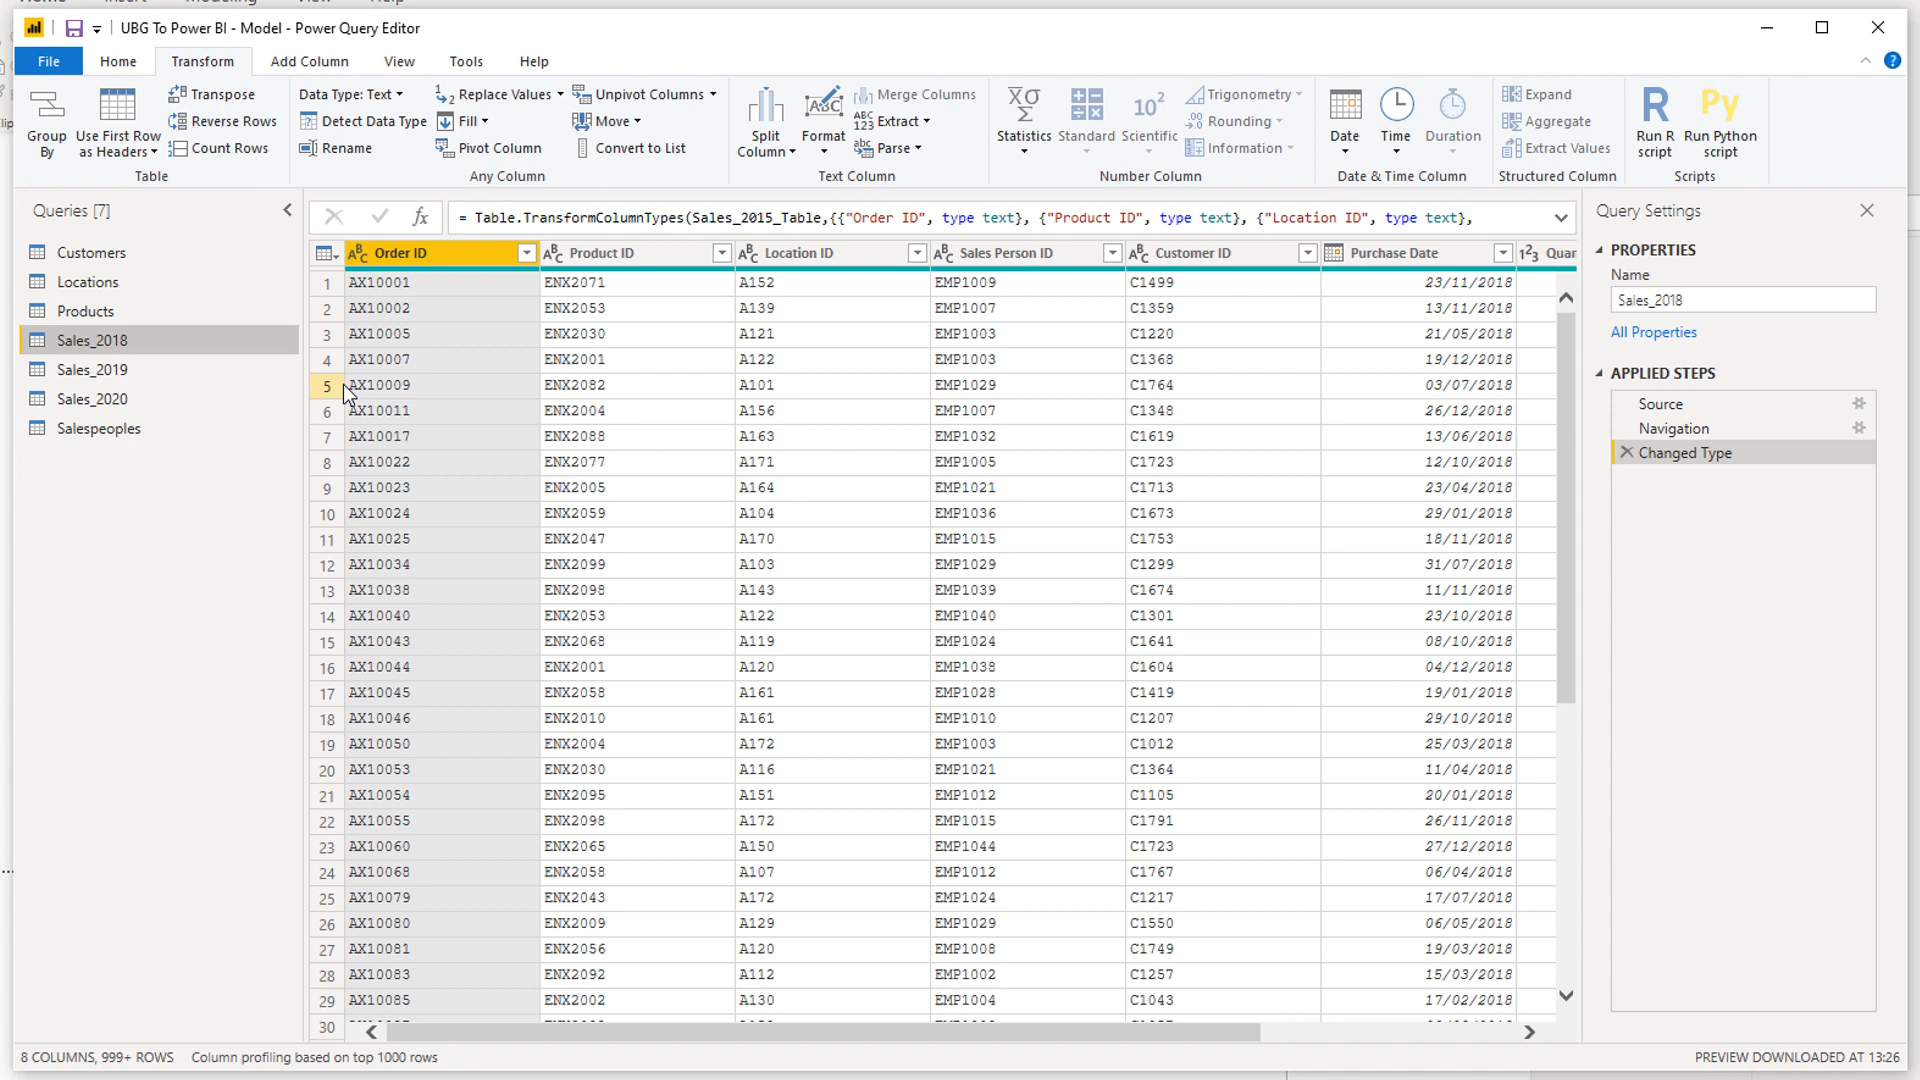 UBG To Power BI - Model - Power Query Editor
File Home Transform Add Column View Tools Help
Group By
Use First Row as Headers
Transpose
Reverse Rows
Count Rows
Table
Data Type: Text
Detect Data Type
Rename
Replace Values
Fill
Pivot Column
Unpivot Columns
Move
Convert to List
Any Column
Split Column
Format
Merge Columns
Extract
Parse
Text Column
Statistics
Standard
Scientific
Trigonometry
Rounding
Information
Number Column
Date
Time
Duration
Date & Time Column
Expand
Aggregate
Extract Values
Structured Column
Run R script
Run Python script
Scripts
Queries [7]
Customers
Locations
Products
Sales_2018
Sales_2019
Sales_2020
Salespeoples
= Table.TransformColumnTypes(Sales_2015_Table,{{"Order ID", type text}, {"Product ID", type text}, {"Location ID", type text},
Order ID Product ID Location ID Sales Person ID Customer ID Purchase Date Quan
1 AX10001 ENX2071 A152 EMP1009 C1499 23/11/2018
2 AX10002 ENX2053 A139 EMP1007 C1359 13/11/2018
3 AX10005 ENX2030 A121 EMP1003 C1220 21/05/2018
4 AX10007 ENX2001 A122 EMP1003 C1368 19/12/2018
5 AX10009 ENX2082 A101 EMP1029 C1764 03/07/2018
6 AX10011 ENX2004 A156 EMP1007 C1348 26/12/2018
7 AX10017 ENX2088 A163 EMP1032 C1619 13/06/2018
8 AX10022 ENX2077 A171 EMP1005 C1723 12/10/2018
9 AX10023 ENX2005 A164 EMP1021 C1713 23/04/2018
10 AX10024 ENX2059 A104 EMP1036 C1673 29/01/2018
11 AX10025 ENX2047 A170 EMP1015 C1753 18/11/2018
12 AX10034 ENX2099 A103 EMP1029 C1299 31/07/2018
13 AX10038 ENX2098 A143 EMP1039 C1674 11/11/2018
14 AX10040 ENX2053 A122 EMP1040 C1301 23/10/2018
15 AX10043 ENX2068 A119 EMP1024 C1641 08/10/2018
16 AX10044 ENX2001 A120 EMP1038 C1604 04/12/2018
17 AX10045 ENX2058 A161 EMP1028 C1419 19/01/2018
18 AX10046 ENX2010 A161 EMP1010 C1207 29/10/2018
19 AX10050 ENX2004 A172 EMP1003 C1012 25/03/2018
20 AX10053 ENX2030 A116 EMP1021 C1364 11/04/2018
21 AX10054 ENX2095 A151 EMP1012 C1105 20/01/2018
22 AX10055 ENX2098 A172 EMP1015 C1791 26/11/2018
23 AX10060 ENX2065 A150 EMP1044 C1723 27/12/2018
24 AX10068 ENX2058 A107 EMP1012 C1767 06/04/2018
25 AX10079 ENX2043 A172 EMP1024 C1217 17/07/2018
26 AX10080 ENX2009 A129 EMP1029 C1550 06/05/2018
27 AX10081 ENX2056 A120 EMP1008 C1749 19/03/2018
28 AX10083 ENX2092 A112 EMP1002 C1257 15/03/2018
29 AX10085 ENX2002 A130 EMP1004 C1043 17/02/2018
30
Query Settings
PROPERTIES
Name
Sales_2018
All Properties
APPLIED STEPS
Source
Navigation
Changed Type
8 COLUMNS, 999+ ROWS Column profiling based on top 1000 rows
PREVIEW DOWNLOADED AT 13:26